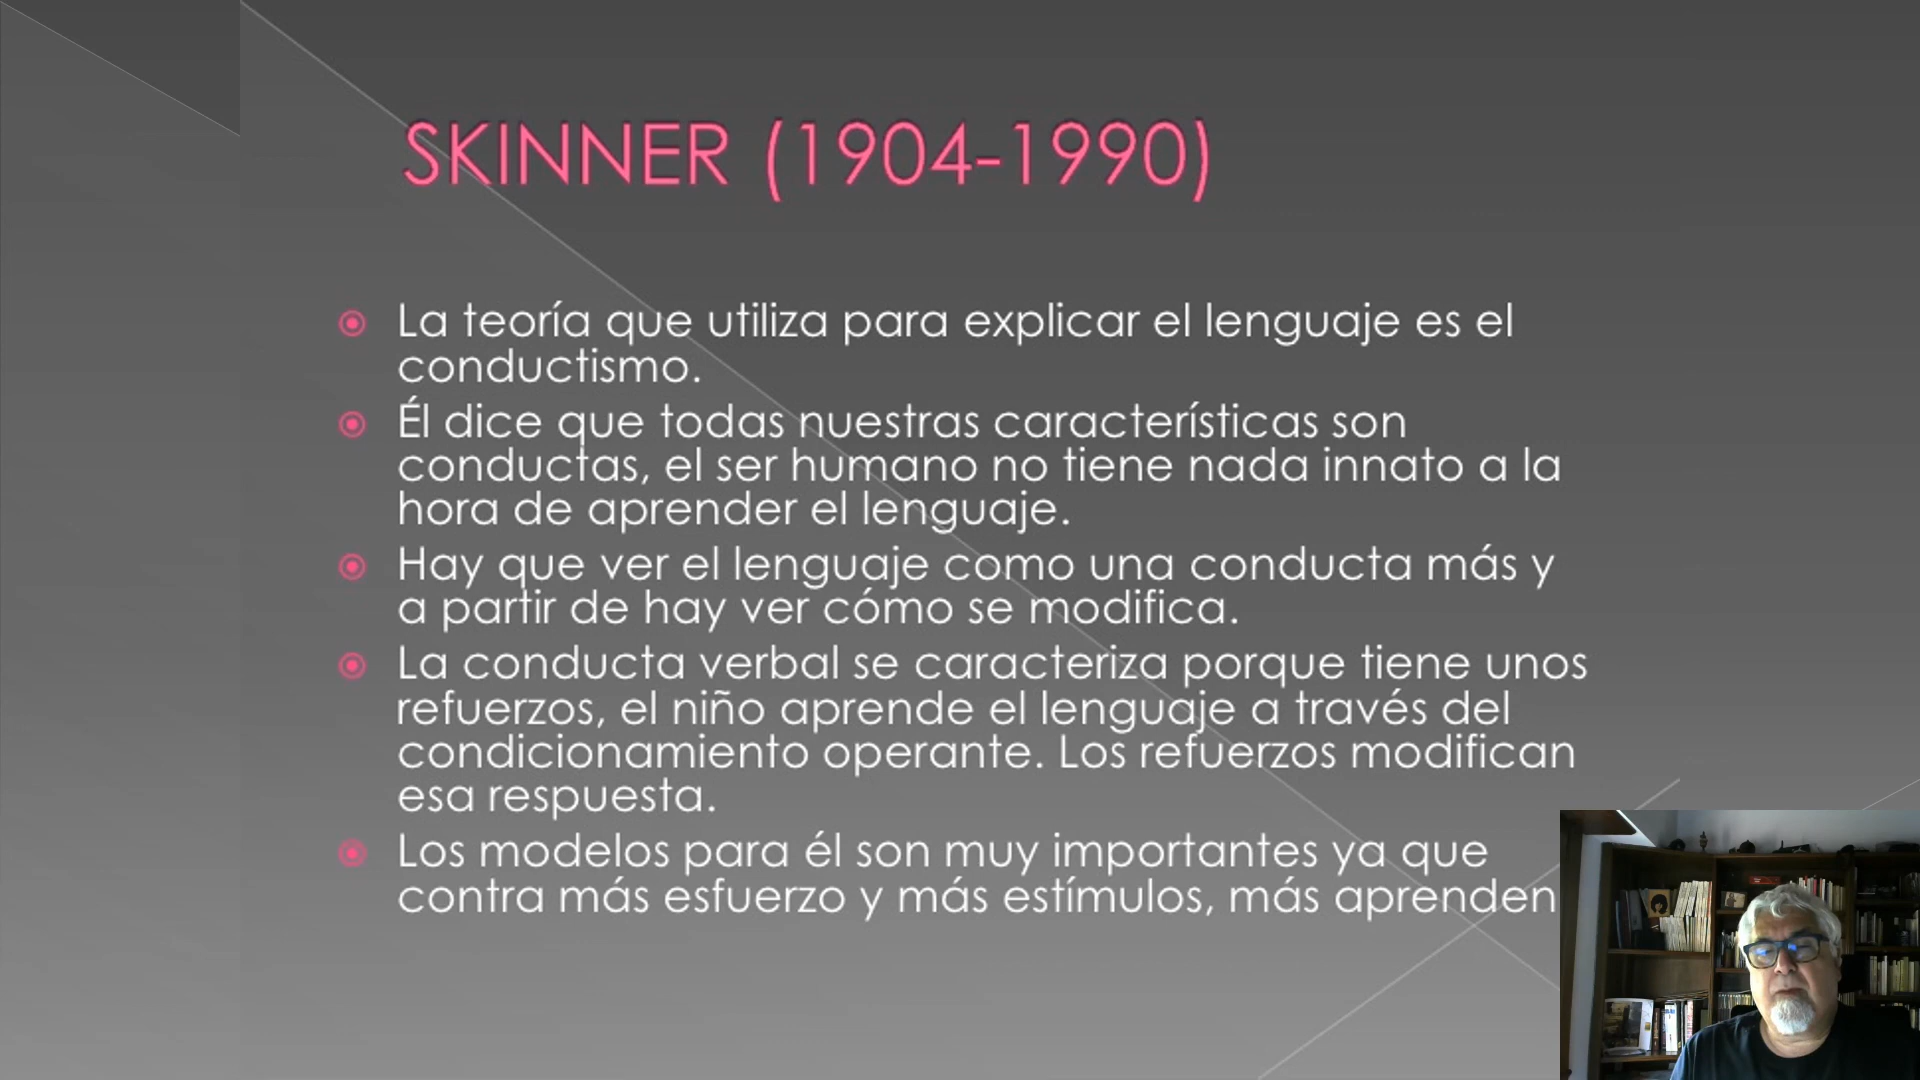 SKINNER (1904-1990)
La teoría que utiliza para explicar el lenguaje es el
conductismo.
Él dice que todas nuestras características son
conductas, el ser humano no tiene nada innato a la
hora de aprender el lenguaje.
Hay que ver el lenguaje como una conducta más y
a partir de hay ver cómo se modifica.
La conducta verbal se caracteriza porque tiene unos
refuerzos, el niño aprende el lenguaje a través del
condicionamiento operante. Los refuerzos modifican
esa respuesta.
Los modelos para él son muy importantes ya que
contra más esfuerzo y más estímulos, más aprenden